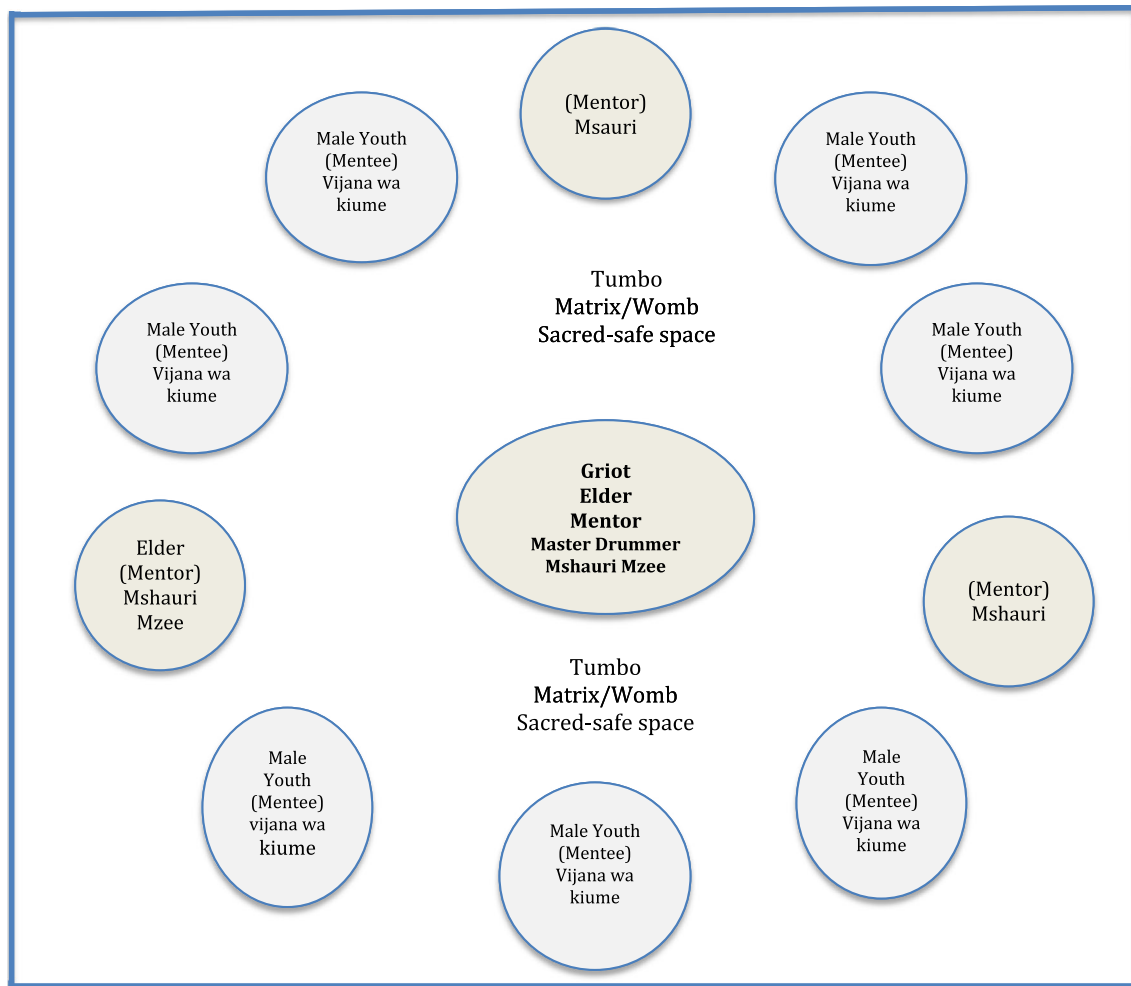 (Mentor)
Msauri
Male Youth
(Mentee)
Vijana wa
kiume
Male Youth
(Mentee)
Vijana wa
kiume
Tumbo
Matrix/Womb
Sacred-safe space
Male Youth
(Mentee)
Vijana wa
kiume
Male Youth
(Mentee)
Vijana wa
kiume
Griot
Elder
Mentor
Master Drummer
Mshauri Mzee
Elder
(Mentor)
Mshauri
Mzee
(Mentor)
Mshauri
Tumbo
Matrix/Womb
Sacred-safe space
Male
Youth
(Mentee)
vijana wa
kiume
Male Youth
(Mentee)
Vijana wa
kiume
Male
Youth
(Mentee)
Vijana wa
kiume